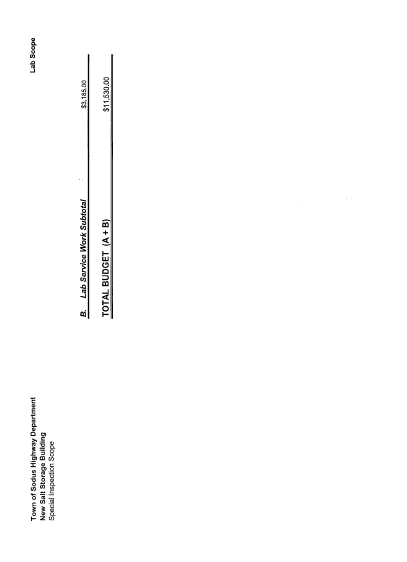 Town of Sodus Highway Department
New Salt Storage Building
Special Inspection Scope
Lab Scope
B. Lab Service Work Subtotal $3,185.00
TOTAL BUDGET (A + B) $11,530.00